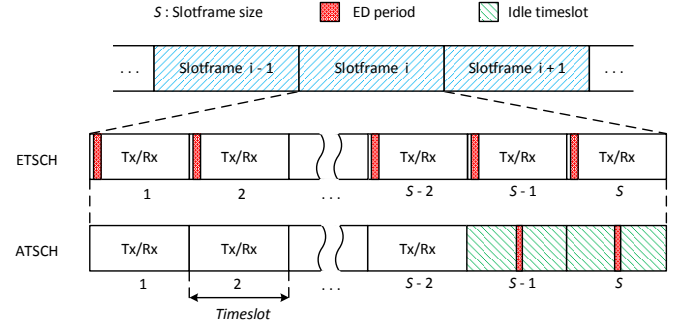 S : Slotframe size ED period Idle timeslot
. . . Slotframe i - 1 Slotframe i Slotframe i + 1 . . .
ETSCH Tx/Rx Tx/Rx Tx/Rx Tx/Rx Tx/Rx
1 2 . . . S - 2 S - 1 S
ATSCH Tx/Rx Tx/Rx Tx/Rx
1 2 . . . S - 2 S - 1 S
Timeslot